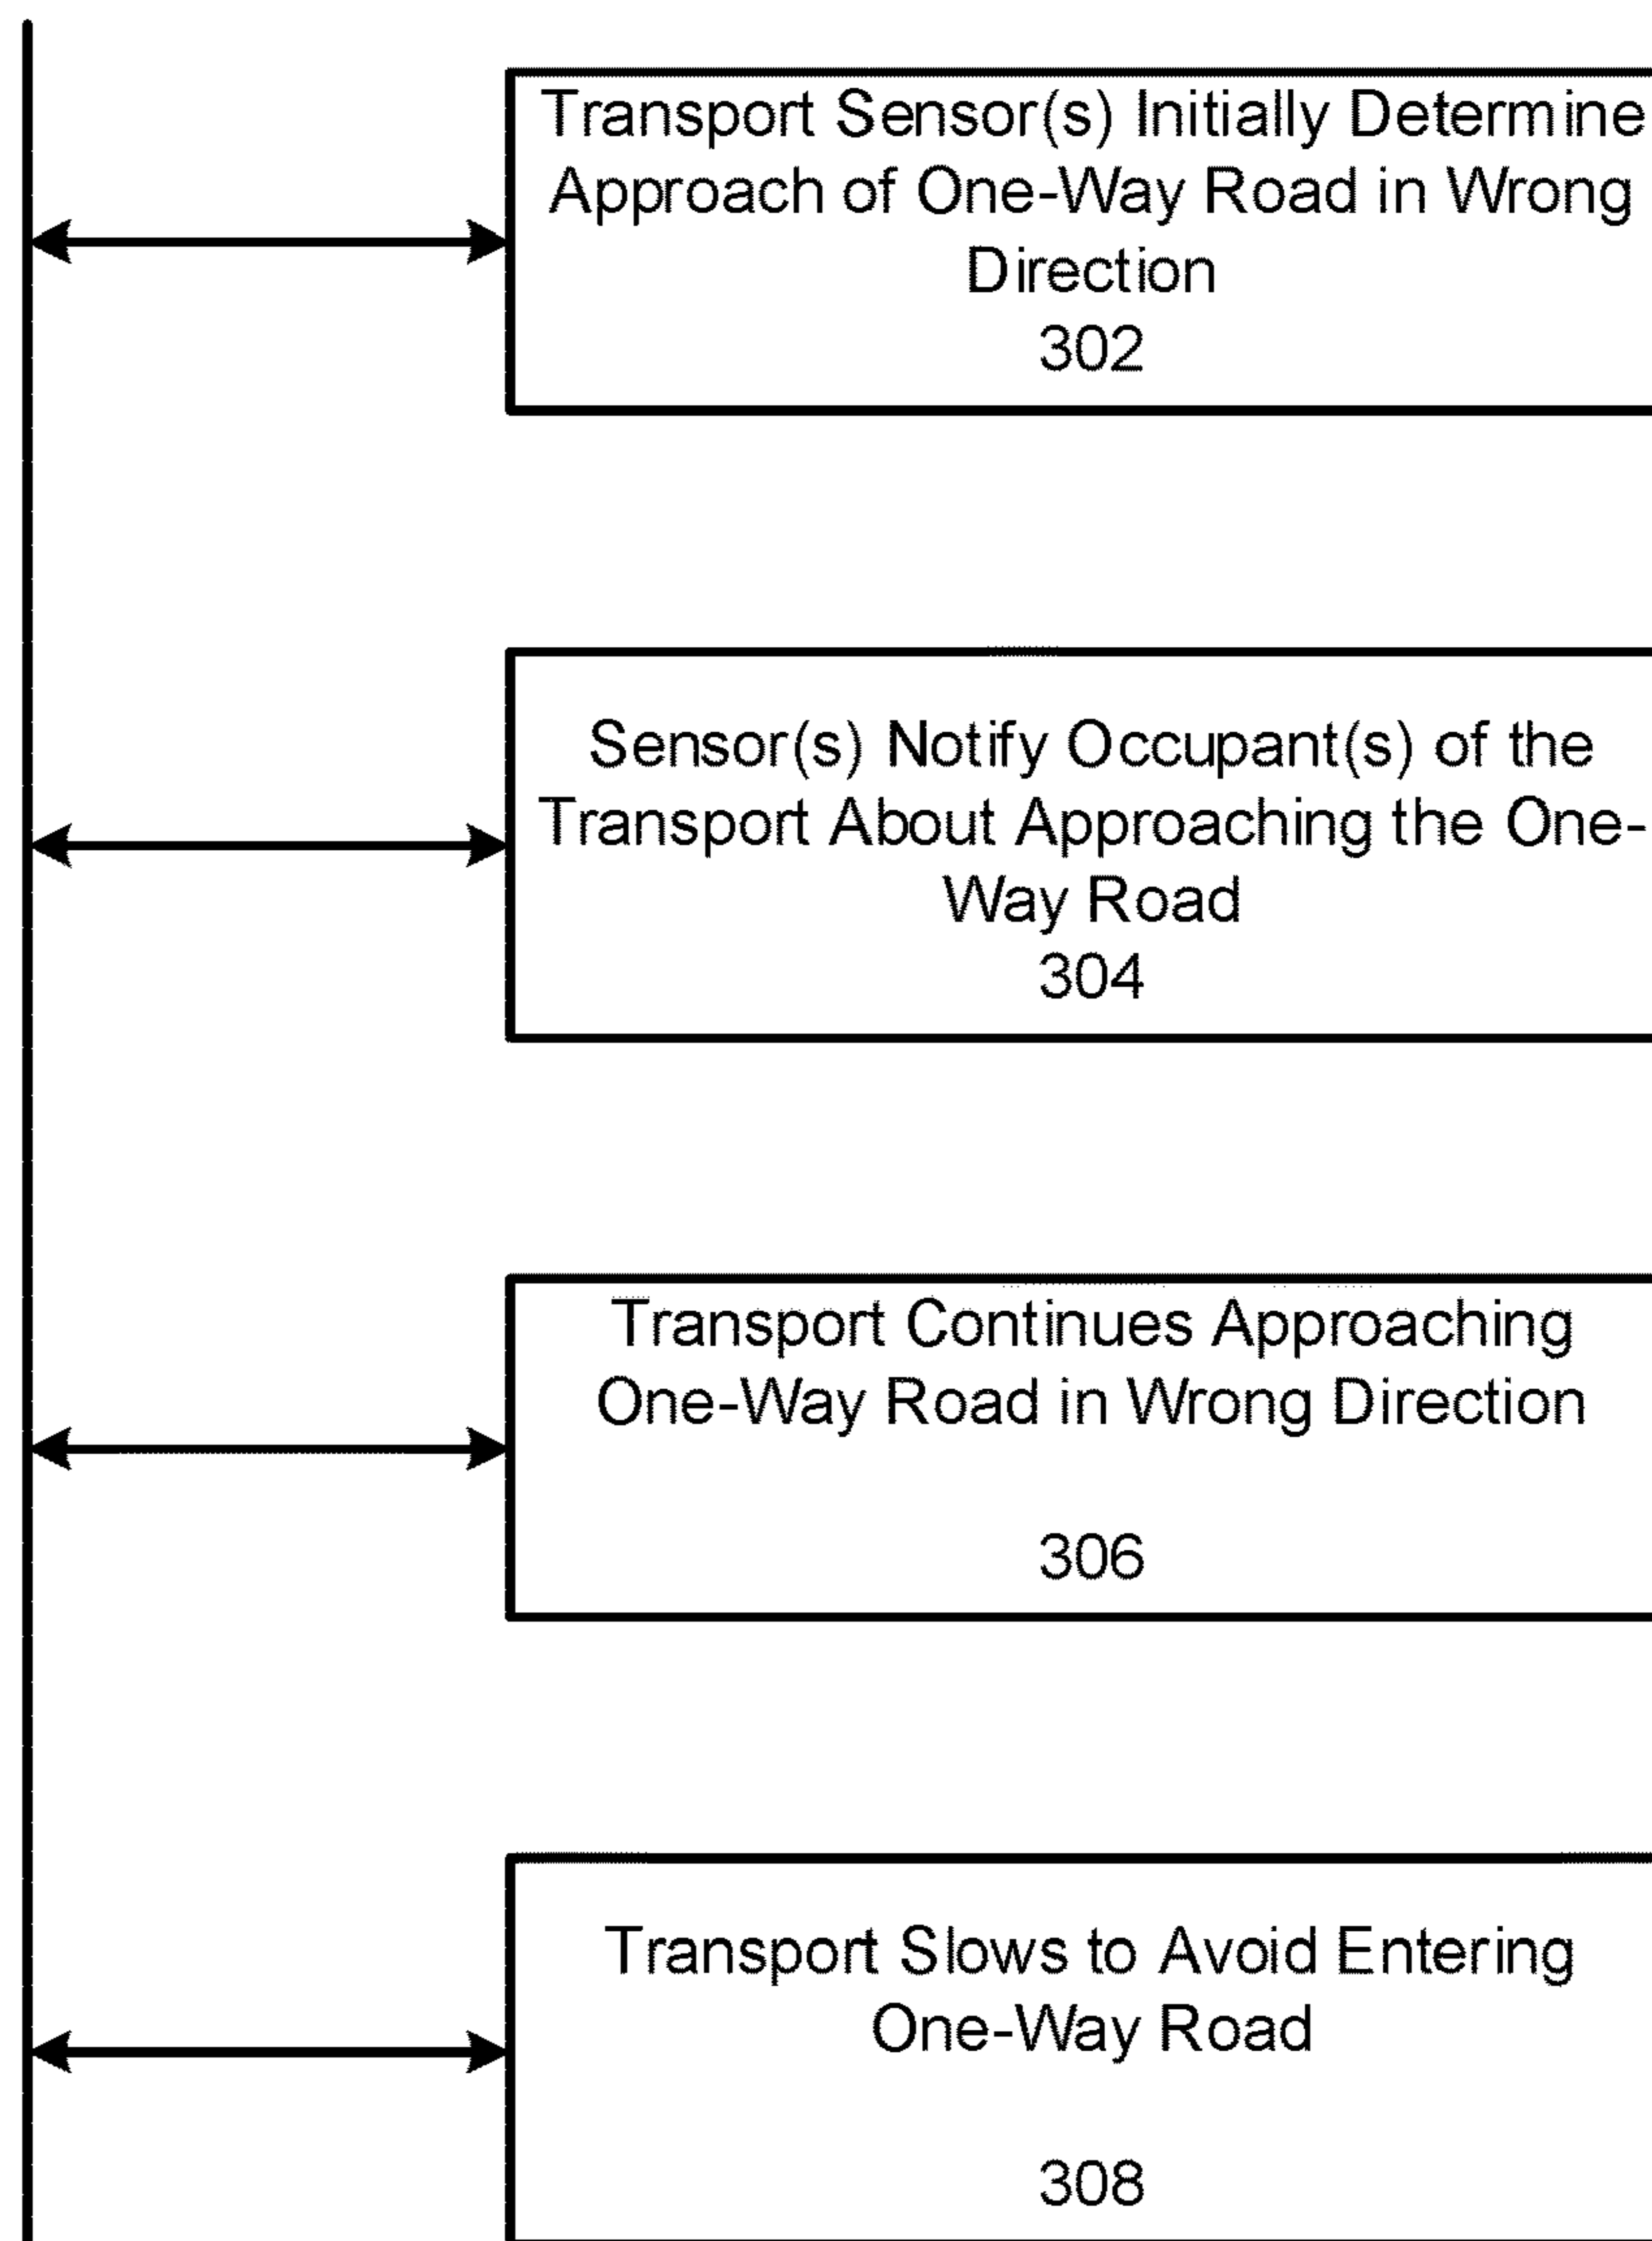 Transport Sensor(s) Initially Determine
Approach of One-Way Road in Wrong
Direction
302
Sensor(s) Notify Occupant(s) of the
Transport About Approaching the One-
Way Road
304
Transport Continues Approaching
One-Way Road in Wrong Direction
306
Transport Slows to Avoid Entering
One-Way Road
308